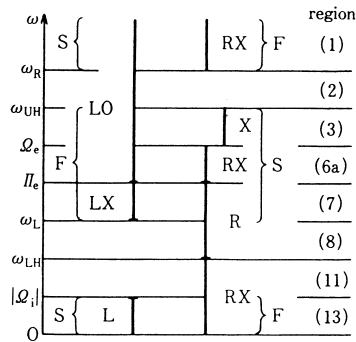 ω region
S RX F (1)
ω_R
(2)
ω_UH LO
X (3)
Ω_e
F RX S (6a)
Π_e
LX R (7)
ω_L
(8)
ω_LH
(11)
|Ω_i| RX
S L F (13)
0